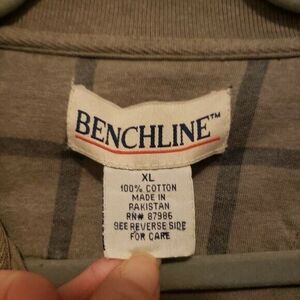 BENCHLINE™
XL
100% COTTON
MADE IN
PAKISTAN
RN# 87986
SEE REVERSE SIDE
FOR CARE